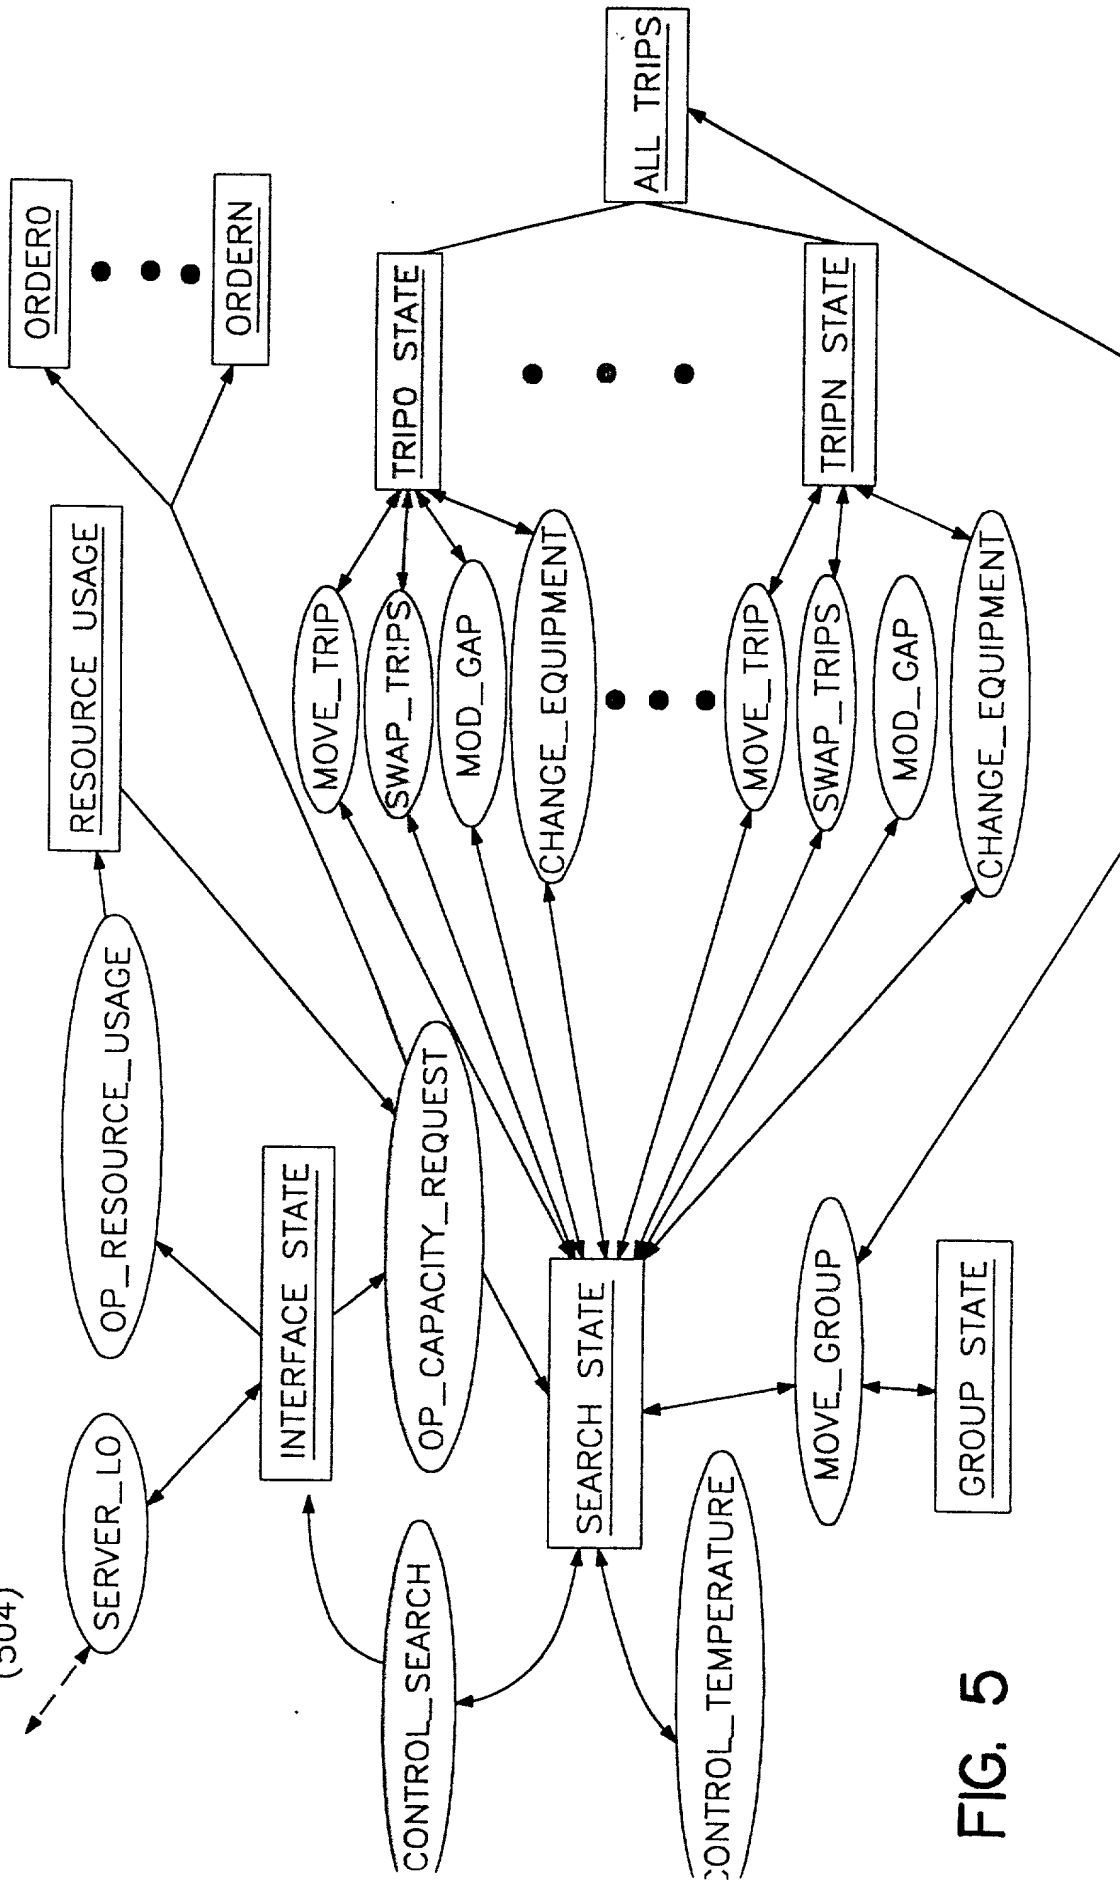 (504)
ORDER0
RESOURCE USAGE
SERVER_LO
OP_RESOURCE_USAGE
ORDERN
INTERFACE STATE
MOVE_TRIP
TRIP0 STATE
SWAP_TRIPS
CONTROL_SEARCH
OP_CAPACITY_REQUEST
MOD_GAP
CHANGE_EQUIPMENT
SEARCH STATE
ALL TRIPS
CONTROL_TEMPERATURE
MOVE_TRIP
SWAP_TRIPS
TRIPN STATE
MOVE_GROUP
MOD_GAP
GROUP STATE
CHANGE_EQUIPMENT
FIG. 5